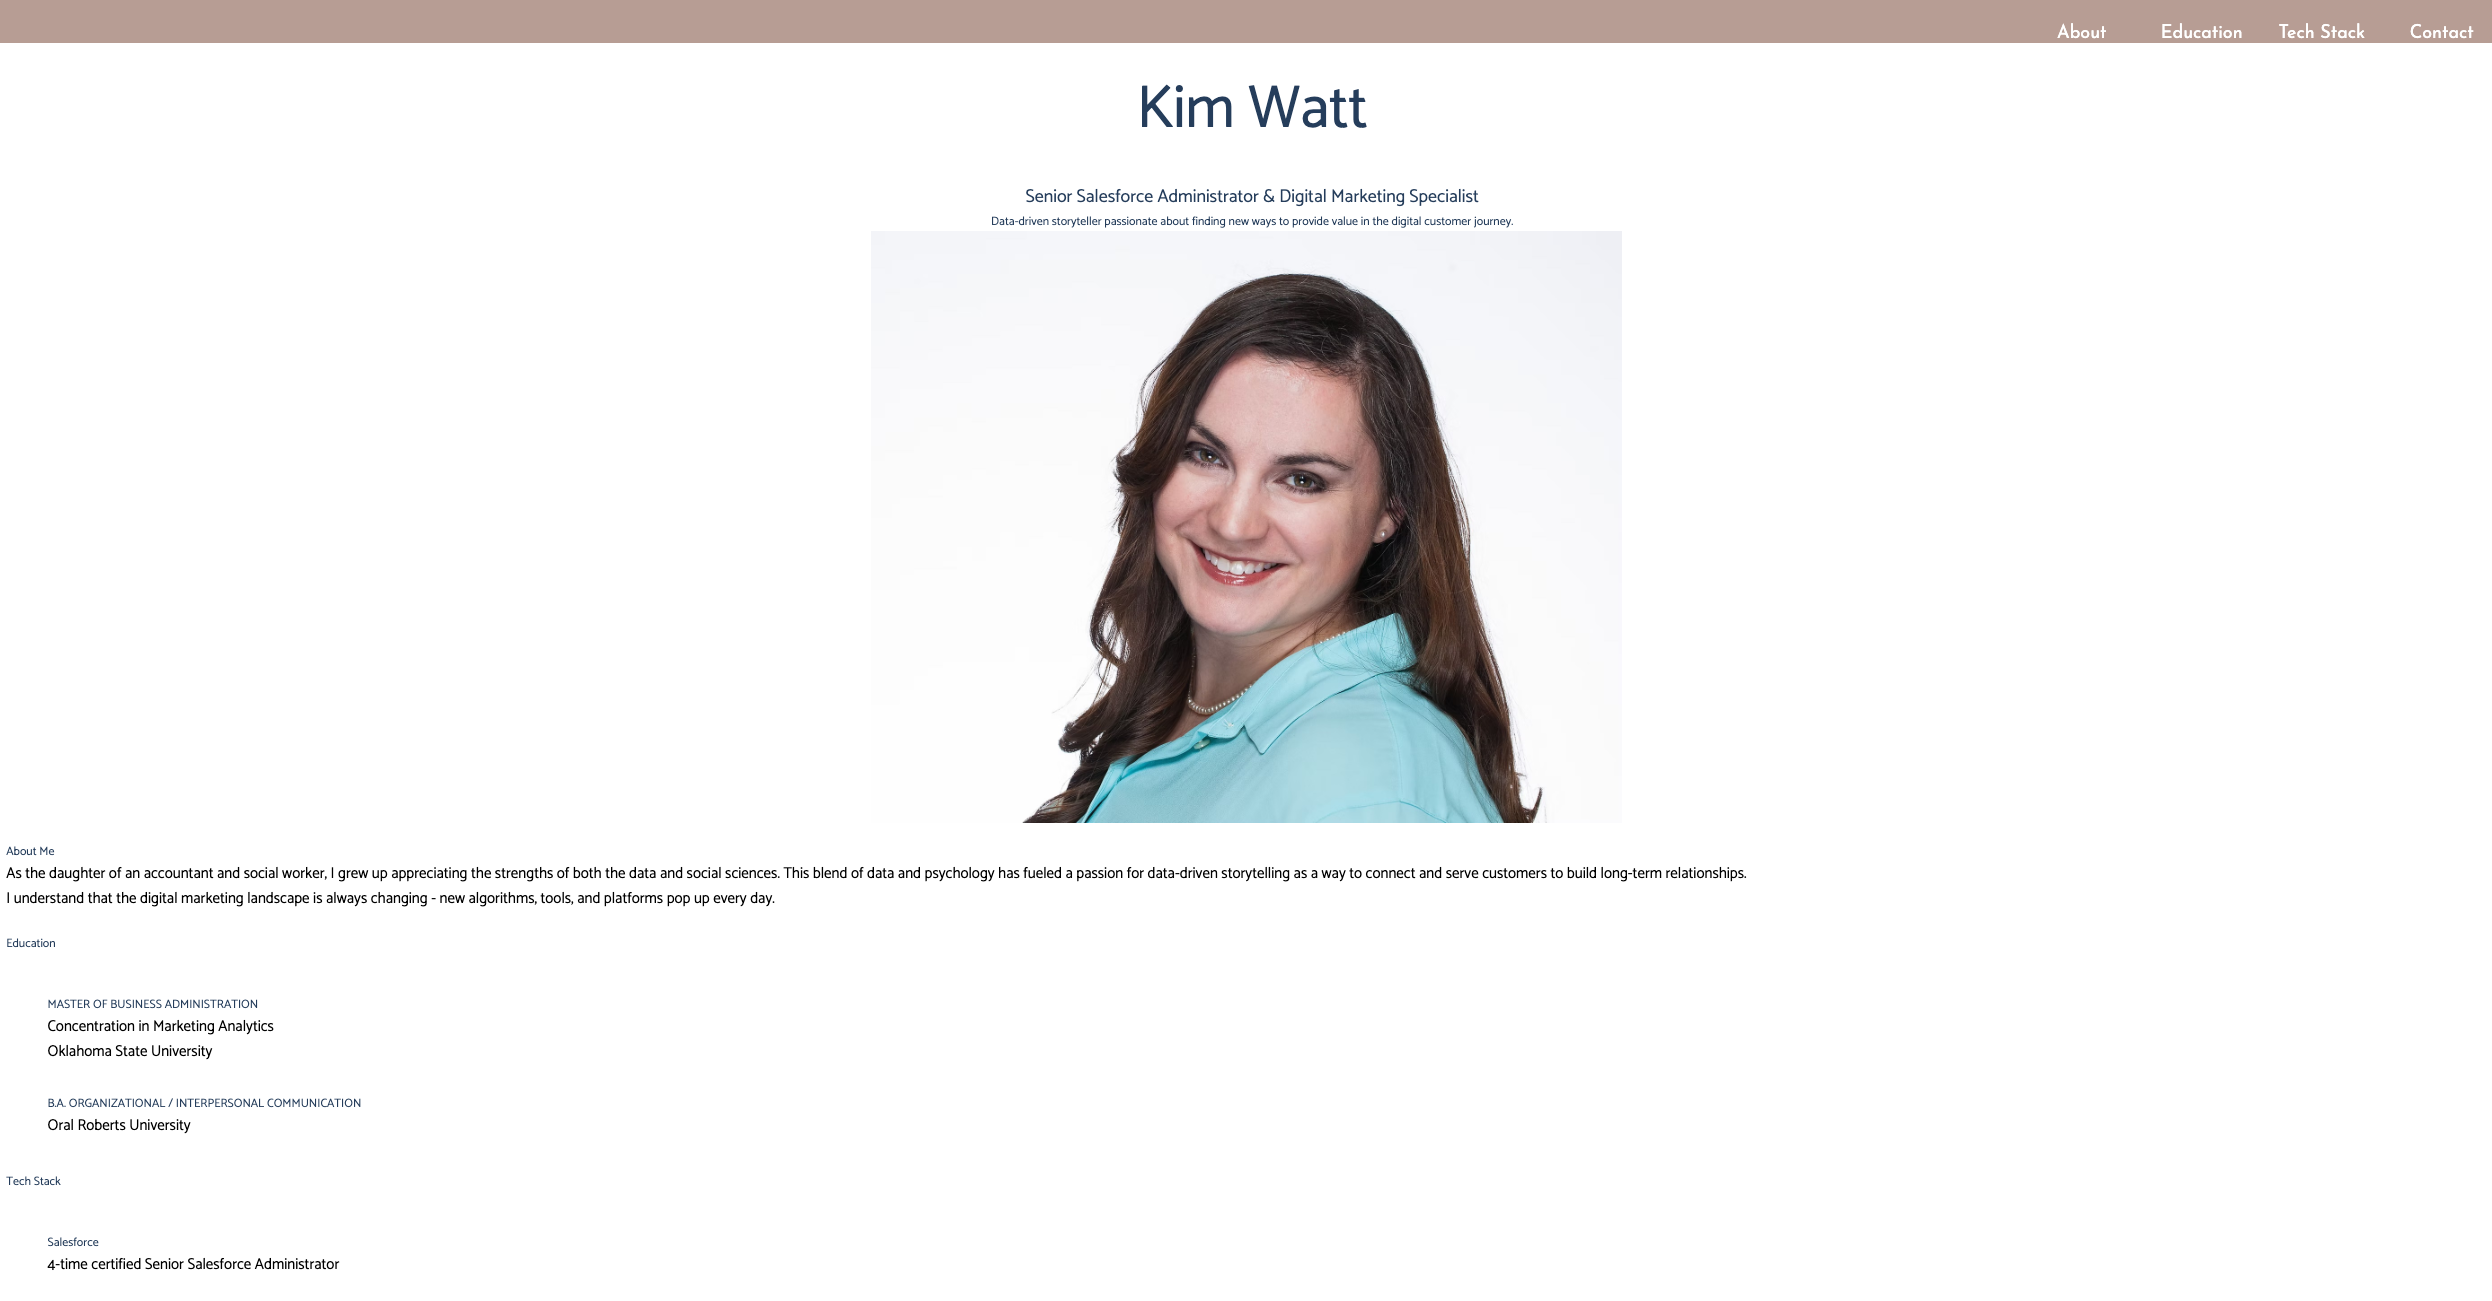 About Education Tech Stack Contact
Kim Watt
Senior Salesforce Administrator & Digital Marketing Specialist
Data-driven storyteller passionate about finding new ways to provide value in the digital customer journey.
About Me
As the daughter of an accountant and social worker, I grew up appreciating the strengths of both the data and social sciences. This blend of data and psychology has fueled a passion for data-driven storytelling as a way to connect and serve customers to build long-term relationships.
I understand that the digital marketing landscape is always changing - new algorithms, tools, and platforms pop up every day.
Education
MASTER OF BUSINESS ADMINISTRATION
Concentration in Marketing Analytics
Oklahoma State University
B.A. ORGANIZATIONAL / INTERPERSONAL COMMUNICATION
Oral Roberts University
Tech Stack
Salesforce
4-time certified Senior Salesforce Administrator